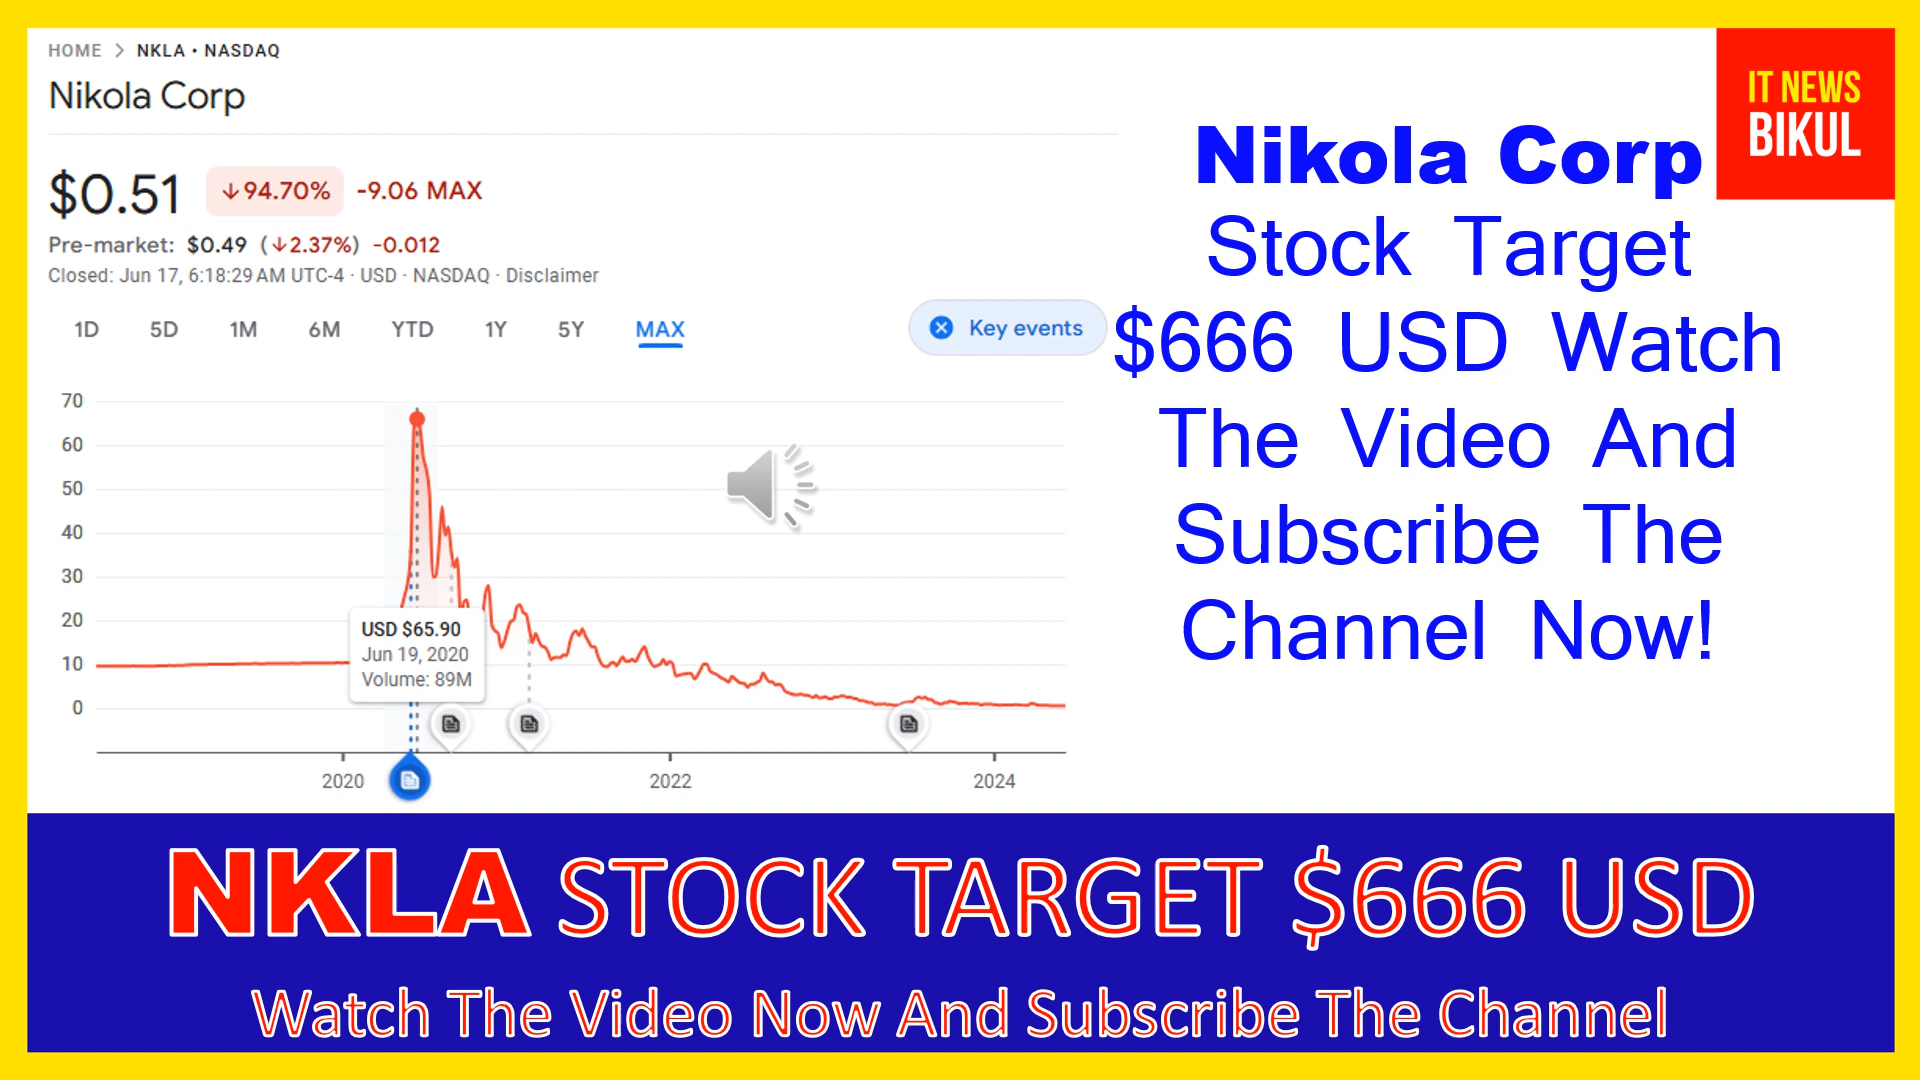 HOME > NKLA • NASDAQ
Nikola Corp
$0.51 ↓94.70% -9.06 MAX
Pre-market: $0.49 (↓2.37%) -0.012
Closed: Jun 17, 6:18:29 AM UTC-4 · USD · NASDAQ · Disclaimer
1D 5D 1M 6M YTD 1Y 5Y MAX
Key events
70
60
50
40
30
20
10
0
USD $65.90
Jun 19, 2020
Volume: 89M
2020 2022 2024
IT NEWS
BIKUL
Nikola Corp
Stock Target
$666 USD Watch
The Video And
Subscribe The
Channel Now!
NKLA STOCK TARGET $666 USD
Watch The Video Now And Subscribe The Channel